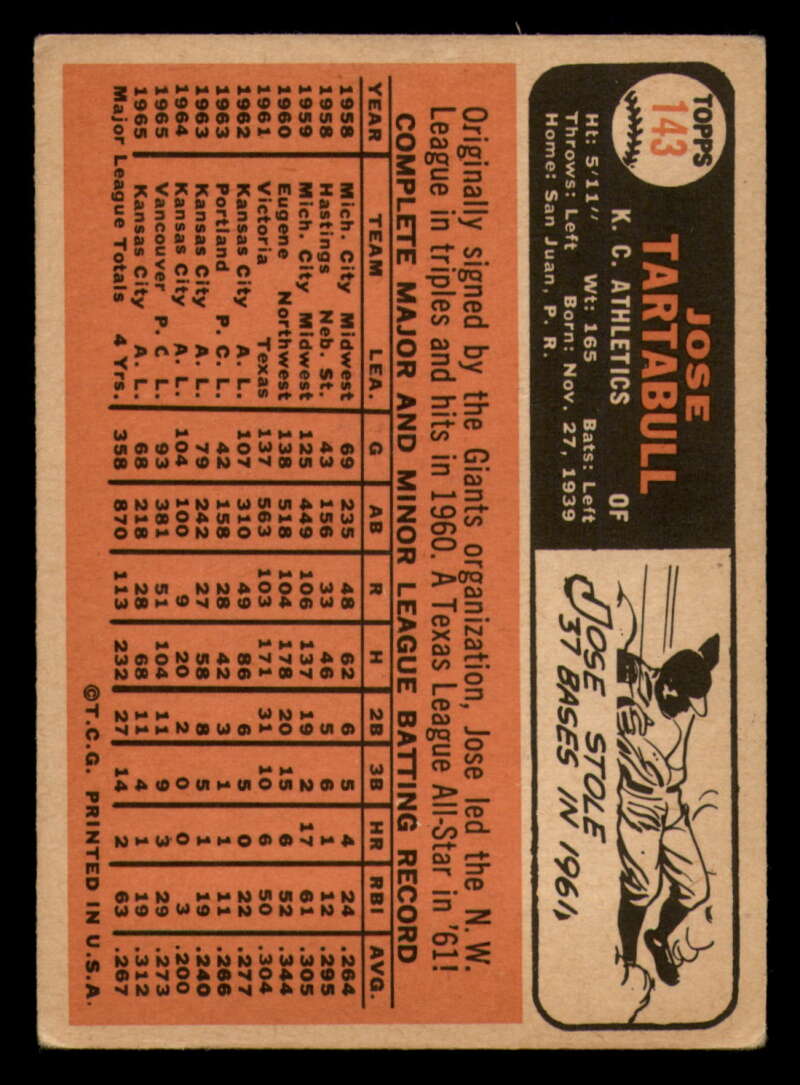 TOPPS
143
JOSE
TARTABULL
K. C. ATHLETICS OF
Ht: 5'11" Wt: 165 Bats: Left
Throws: Left Born: Nov. 27, 1939
Home: San Juan, P. R.
JOSE STOLE
37 BASES IN 1961,
Originally signed by the Giants organization, Jose led the N. W.
League in triples and hits in 1960. A Texas League All-Star in '61!
COMPLETE MAJOR AND MINOR LEAGUE BATTING RECORD
YEAR TEAM LEA. G AB R H 2B 3B HR RBI AVG.
1958 Mich. City Midwest 69 235 48 62 6 5 4 24 .264
1958 Hastings Neb. St. 43 156 33 46 5 6 1 12 .295
1959 Mich. City Midwest 125 449 106 137 19 2 17 61 .305
1960 Eugene Northwest 138 518 104 178 20 15 6 52 .344
1961 Victoria Texas 137 563 103 171 31 10 6 50 .304
1962 Kansas City A. L. 107 310 49 86 6 5 0 22 .277
1963 Portland P. C. L. 42 158 28 42 3 1 1 11 .266
1963 Kansas City A. L. 79 242 27 58 8 5 1 19 .240
1964 Kansas City A. L. 104 100 9 20 2 0 0 3 .200
1965 Vancouver P. C. L. 93 381 51 104 11 9 3 29 .273
1965 Kansas City A. L. 68 218 28 68 11 4 1 19 .312
Major League Totals 4 Yrs. 358 870 113 232 27 14 2 63 .267
©T.C.G. PRINTED IN U.S.A.